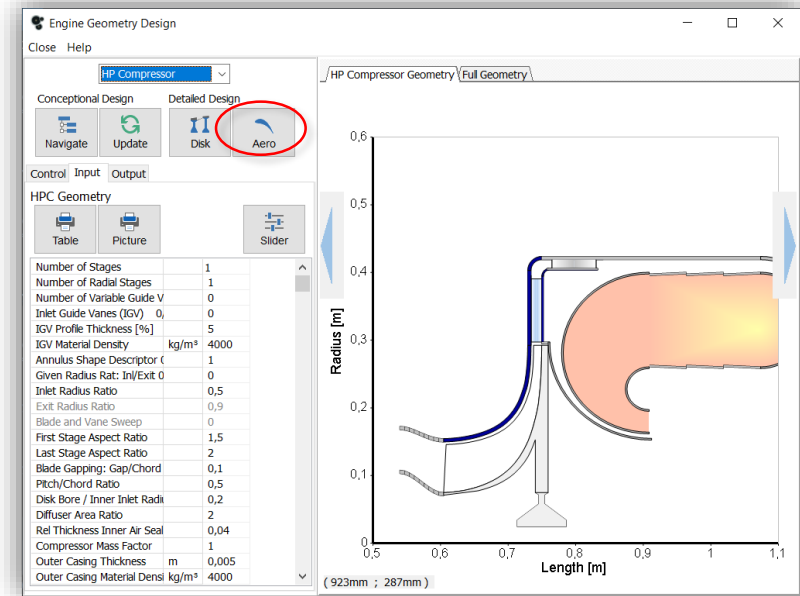 Engine Geometry Design
Close Help
HP Compressor
Conceptional Design Detailed Design
Navigate Update Disk Aero
Control Input Output
HPC Geometry
Table Picture Slider
Number of Stages 1
Number of Radial Stages 1
Number of Variable Guide V 0
Inlet Guide Vanes (IGV) 0/ 0
IGV Profile Thickness [%] 5
IGV Material Density kg/m³ 4000
Annulus Shape Descriptor 1
Given Radius Rat: Inl/Exit 0 0
Inlet Radius Ratio 0,5
Exit Radius Ratio 0,9
Blade and Vane Sweep 0
First Stage Aspect Ratio 1,5
Last Stage Aspect Ratio 2
Blade Gapping: Gap/Chord 0,1
Pitch/Chord Ratio 0,5
Disk Bore / Inner Inlet Radiu 0,2
Diffuser Area Ratio 2
Rel Thickness Inner Air Seal 0,04
Compressor Mass Factor 1
Outer Casing Thickness m 0,005
Outer Casing Material Densi kg/m³ 4000
HP Compressor Geometry Full Geometry
0,6
0,5
0,4
0,3
0,2
0,1
0
Radius [m]
0,5 0,6 0,7 0,8 0,9 1 1,1
Length [m]
( 923mm ; 287mm )